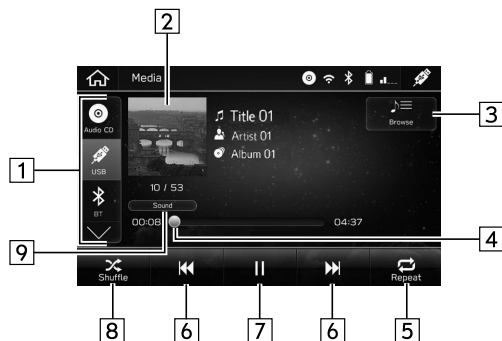 2
Media
Title 01
Artist 01
Album 01
Browse
3
Audio CD
USB
BT
1
10 / 53
Sound
00:08
04:37
4
9
Shuffle
Repeat
8
6
7
6
5